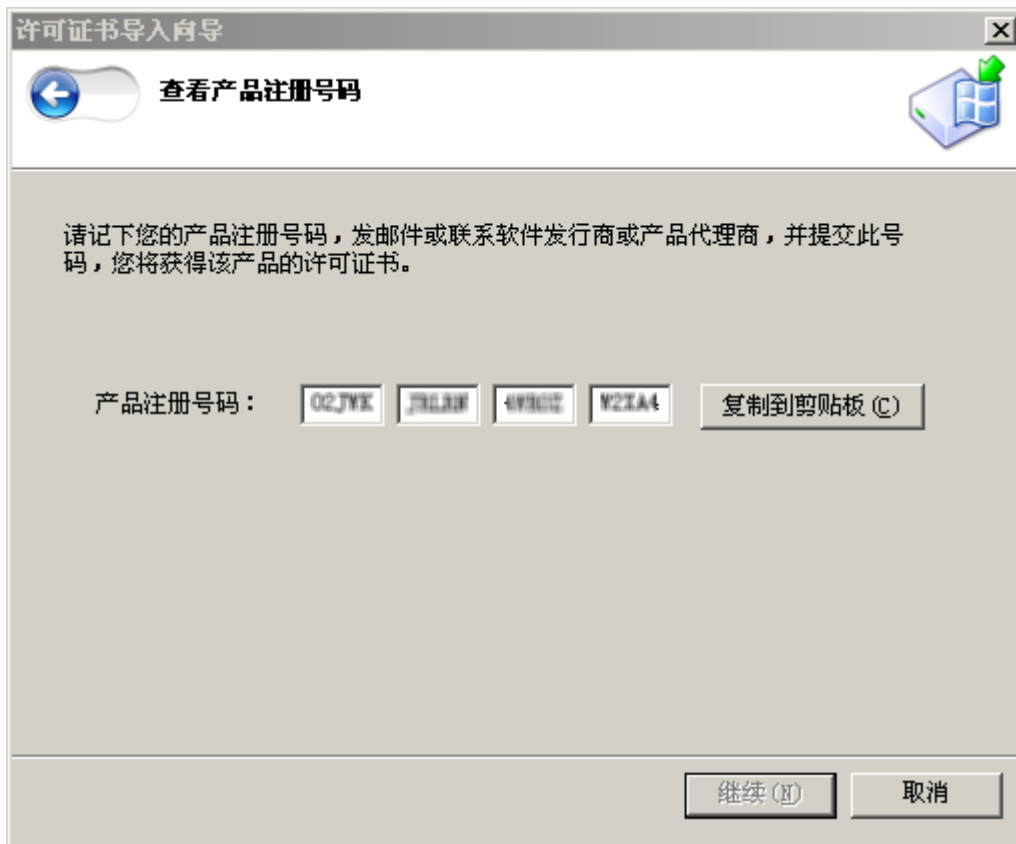 许可证书导入向导
查看产品注册号码
请记下您的产品注册号码，发邮件或联系软件发行商或产品代理商，并提交此号
码，您将获得该产品的许可证书。
产品注册号码： 复制到剪贴板(C)
继续(N) 取消